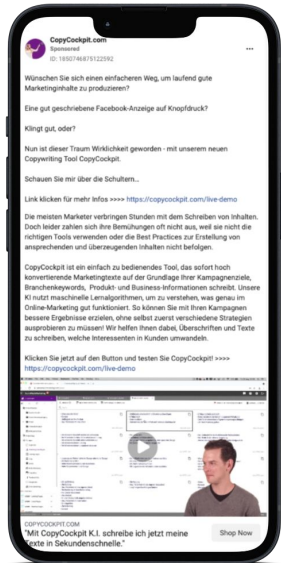 CopyCockpit.com
Sponsored
ID: 1850746875122592
Wünschen Sie sich einen einfacheren Weg, um laufend gute
Marketinginhalte zu produzieren?
Eine gut geschriebene Facebook-Anzeige auf Knopfdruck?
Klingt gut, oder?
Nun ist dieser Traum Wirklichkeit geworden - mit unserem neuen
Copywriting Tool CopyCockpit.
Schauen Sie mir über die Schulter...
Link klicken für mehr Infos >>>> https://copycockpit.com/live-demo
Die meisten Marketer verbringen Stunden mit dem Schreiben von Inhalten.
Doch leider zahlen sich ihre Bemühungen oft nicht aus, weil sie nicht die
richtigen Tools verwenden oder die Best Practices zur Erstellung von
ansprechenden und überzeugenden Inhalten nicht befolgen.
CopyCockpit ist ein einfach zu bedienendes Tool, das sofort hoch
konvertierende Marketingtexte auf der Grundlage Ihrer Kampagnenziele,
Branchenkeywords, Produkt- und Business-Informationen schreibt. Unsere
KI nutzt maschinelle Lernalgorithmen, um zu verstehen, was genau im
Online-Marketing gut funktioniert. So können Sie mit Ihren Kampagnen
bessere Ergebnisse erzielen, ohne selbst zuerst verschiedene Strategien
ausprobieren zu müssen! Wir helfen Ihnen dabei, Überschriften und Texte
zu schreiben, welche Interessenten in Kunden umwandeln.
Klicken Sie jetzt auf den Button und testen Sie CopyCockpit! >>>>
https://copycockpit.com/live-demo
COPYCOCKPIT.COM
"Mit CopyCockpit K.I. schreibe ich jetzt meine
Texte in Sekundenschnelle."
Shop Now